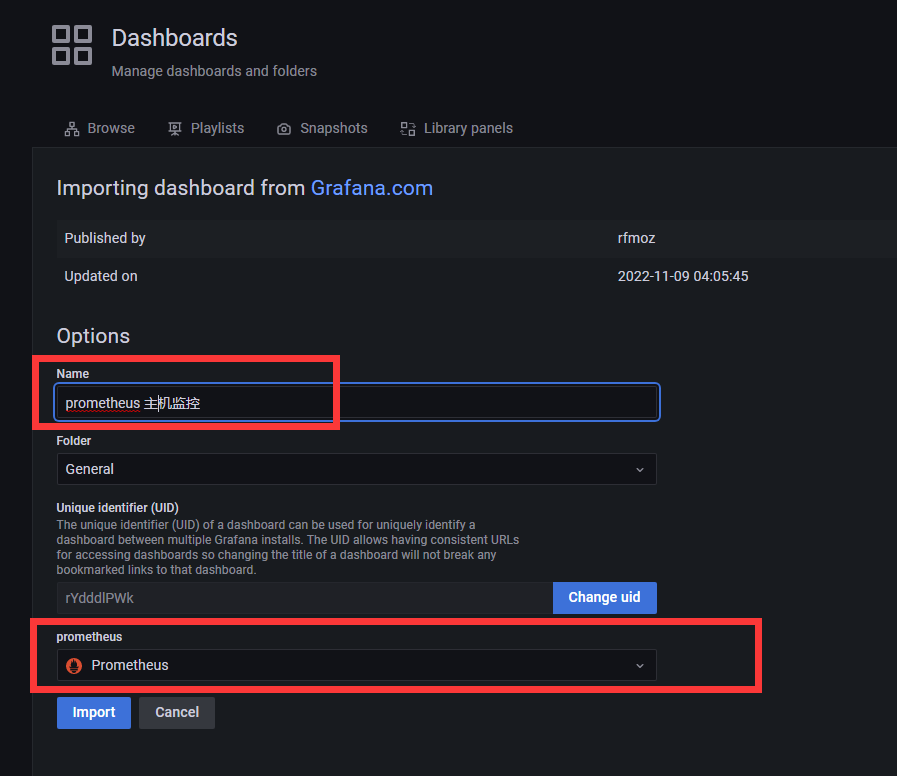 Dashboards
Manage dashboards and folders
Browse Playlists Snapshots Library panels
Importing dashboard from Grafana.com
Published by rfmoz
Updated on 2022-11-09 04:05:45
Options
Name
prometheus 主机监控
Folder
General
Unique identifier (UID)
The unique identifier (UID) of a dashboard can be used for uniquely identify a
dashboard between multiple Grafana installs. The UID allows having consistent URLs
for accessing dashboards so changing the title of a dashboard will not break any
bookmarked links to that dashboard.
rYdddlPWk Change uid
prometheus
Prometheus
Import Cancel